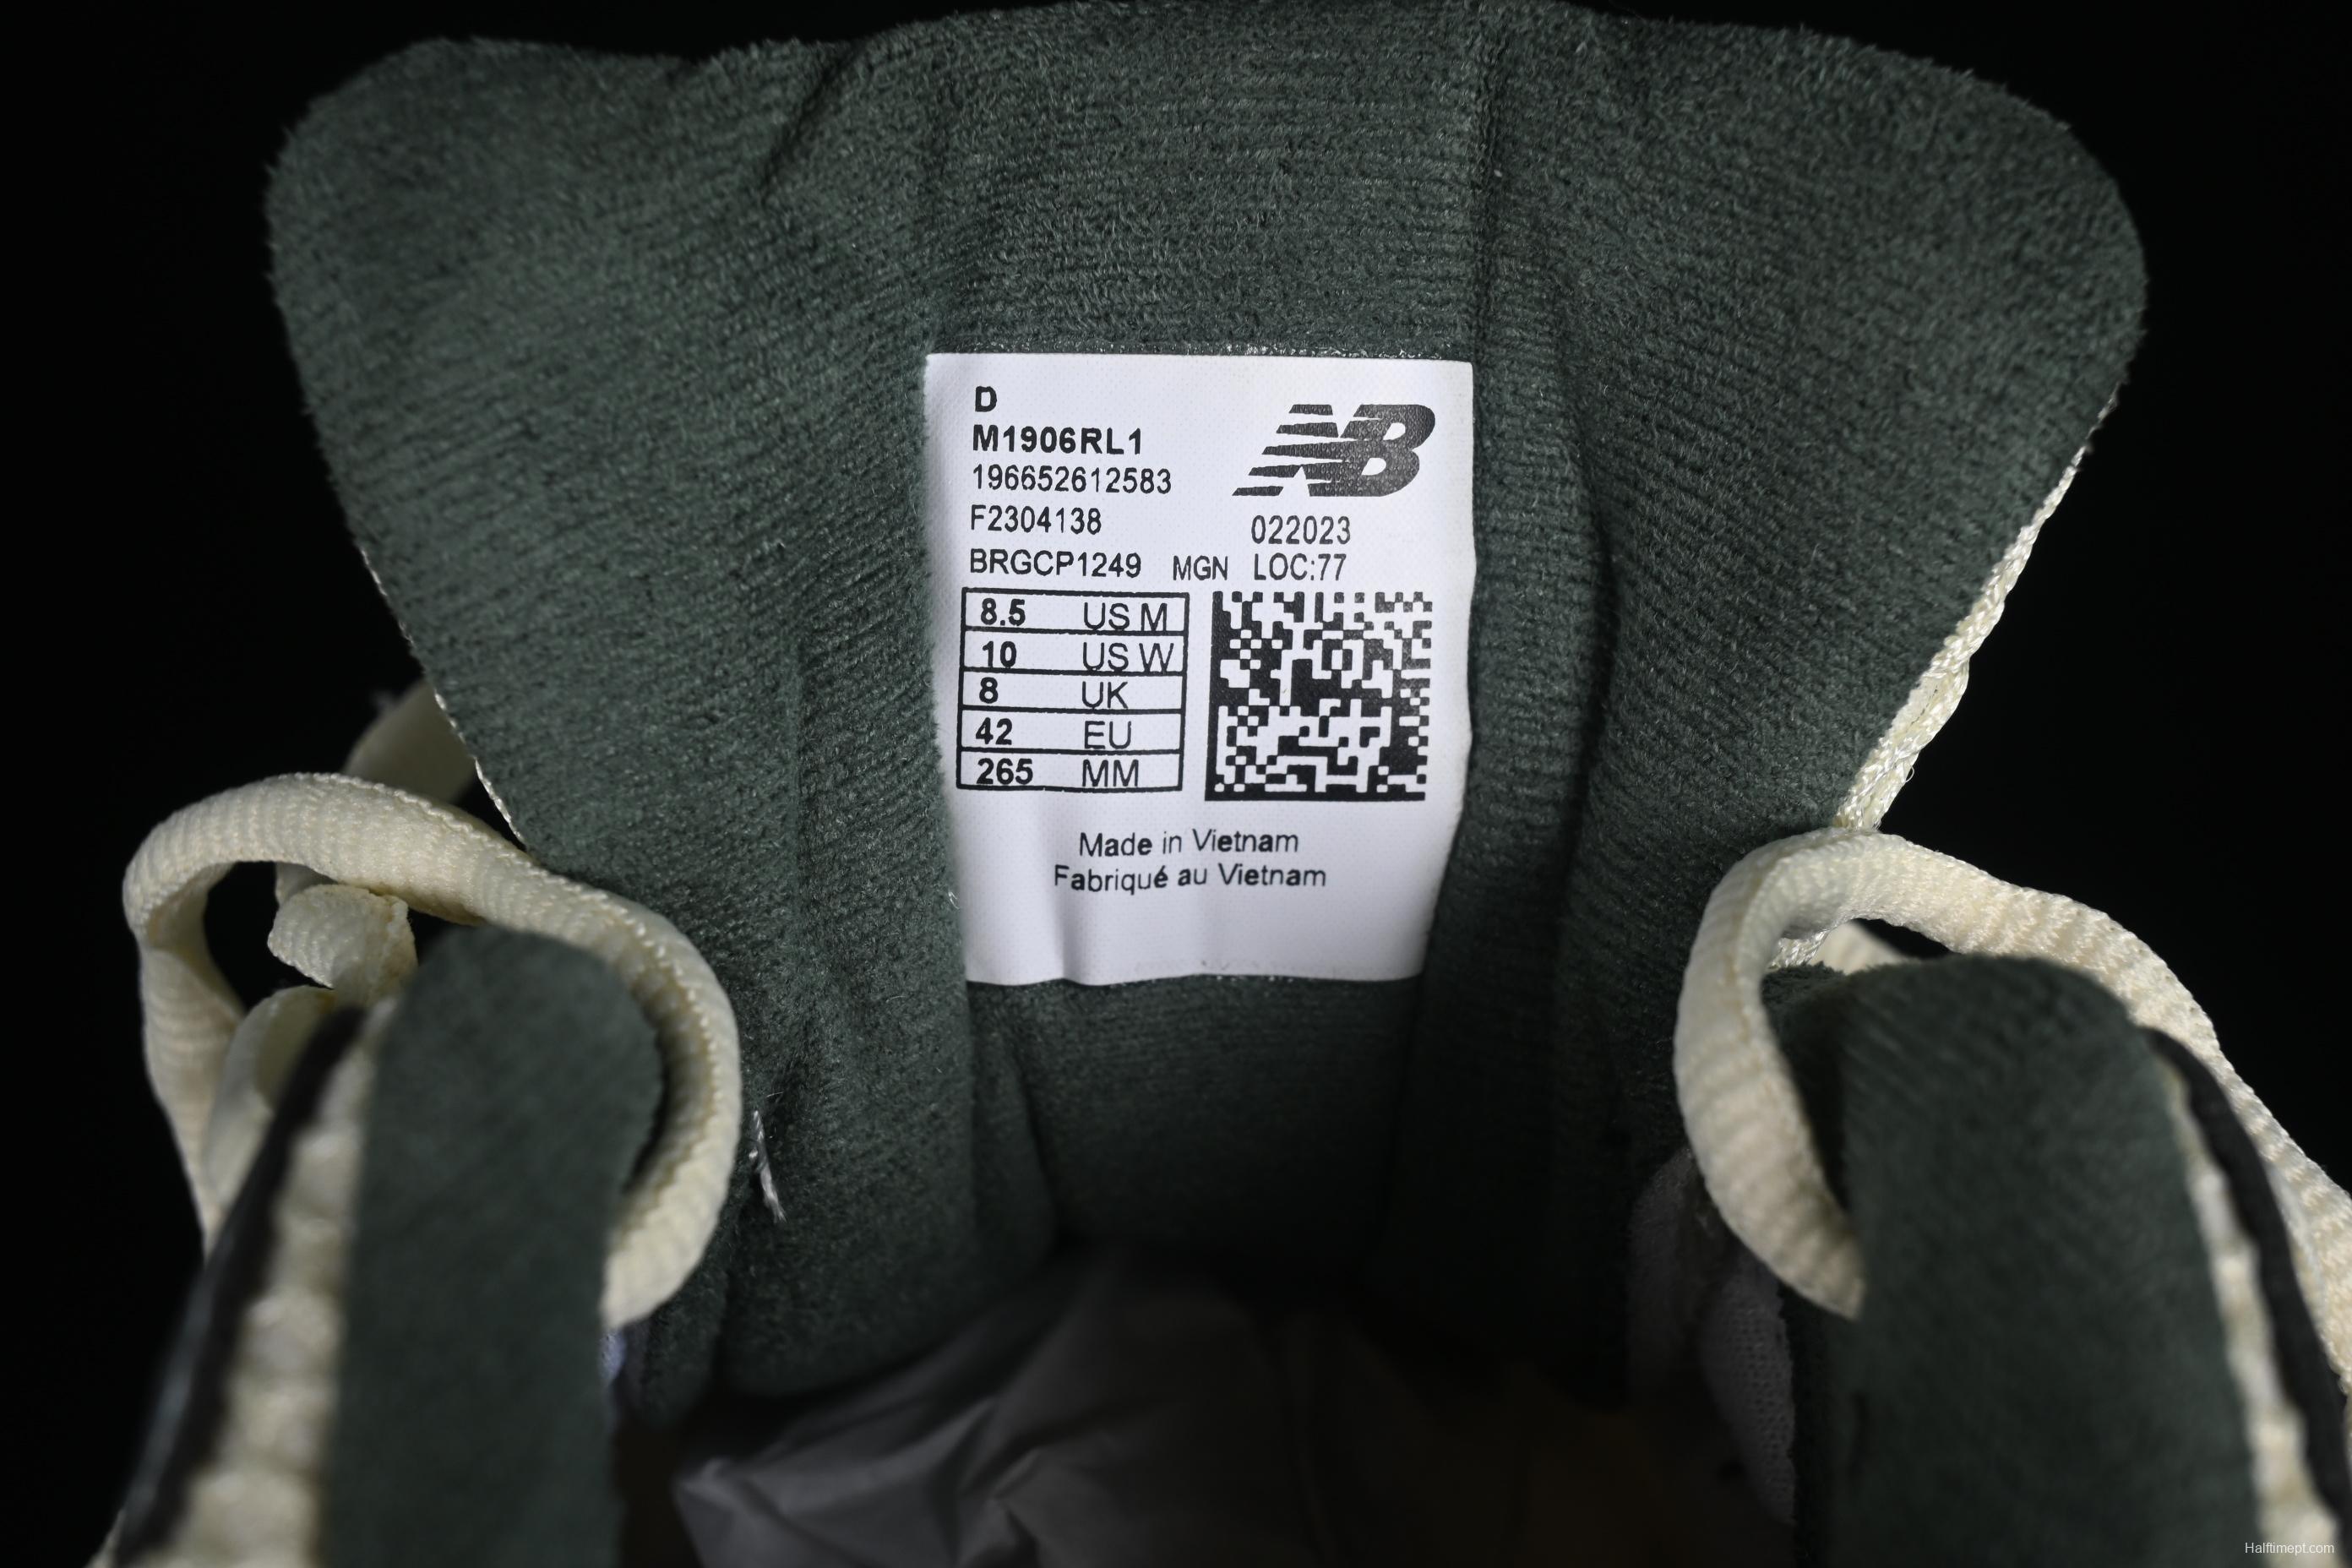 D
M1906RL1
196652612583
F2304138
BRGCP1249 MGN
NB
022023
LOC:77
8.5 US M
10 US W
8 UK
42 EU
265 MM
Made in Vietnam
Fabriqué au Vietnam
Halftimept.com